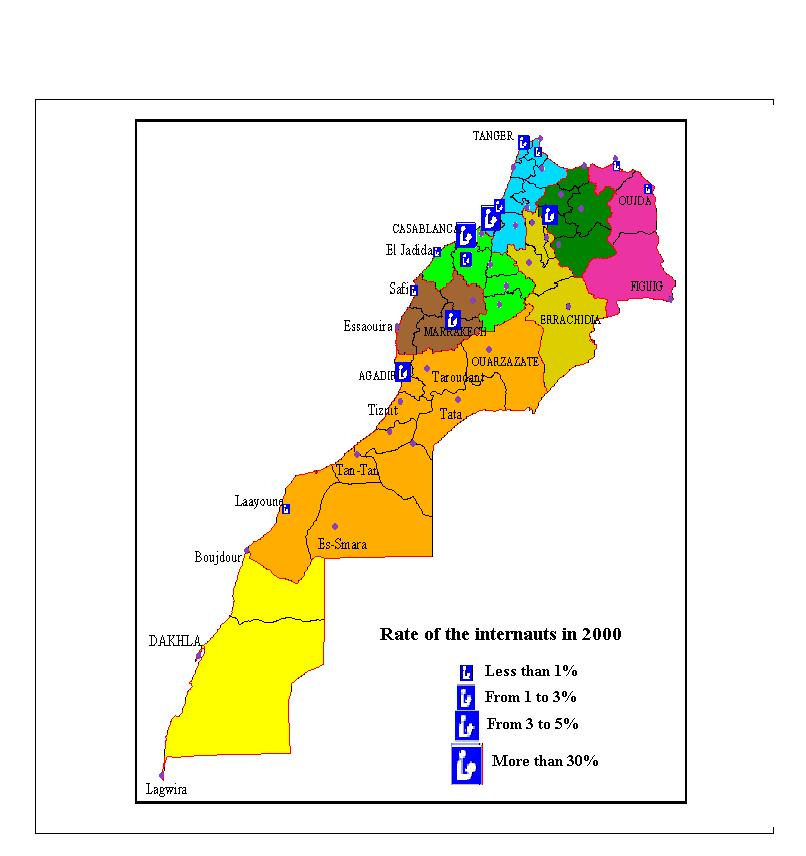 TANGER
OUJDA
CASABLANCA
El Jadida
FIGUIG
Safi
ERRACHIDIA
Essaouira
MARRAKECH
OUARZAZATE
AGADIR
Taroudant
Tiznit
Tata
Tan-Tan
Laayoune
Es-Smara
Boujdour
Rate of the internauts in 2000
DAKHLA
Less than 1%
From 1 to 3%
From 3 to 5%
More than 30%
Lagwira